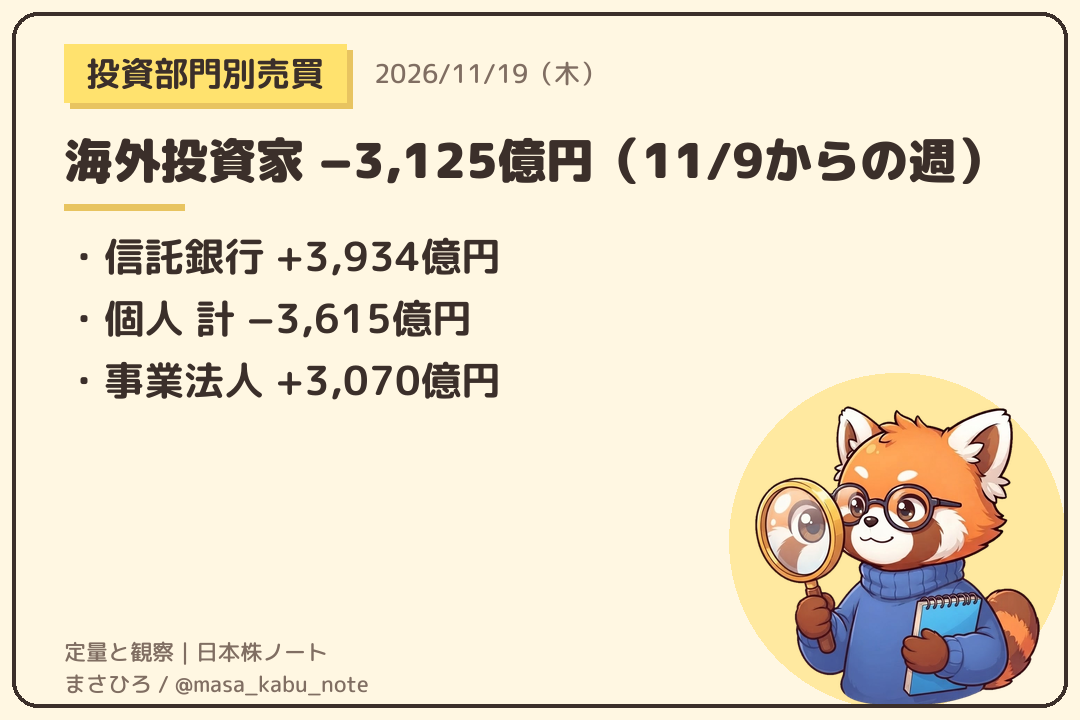 投資部門別売買 2026/11/19（木）
海外投資家 −3,125億円（11/9からの週）
・信託銀行 +3,934億円
・個人 計 −3,615億円
・事業法人 +3,070億円
定量と観察 | 日本株ノート
まさひろ / @masa_kabu_note